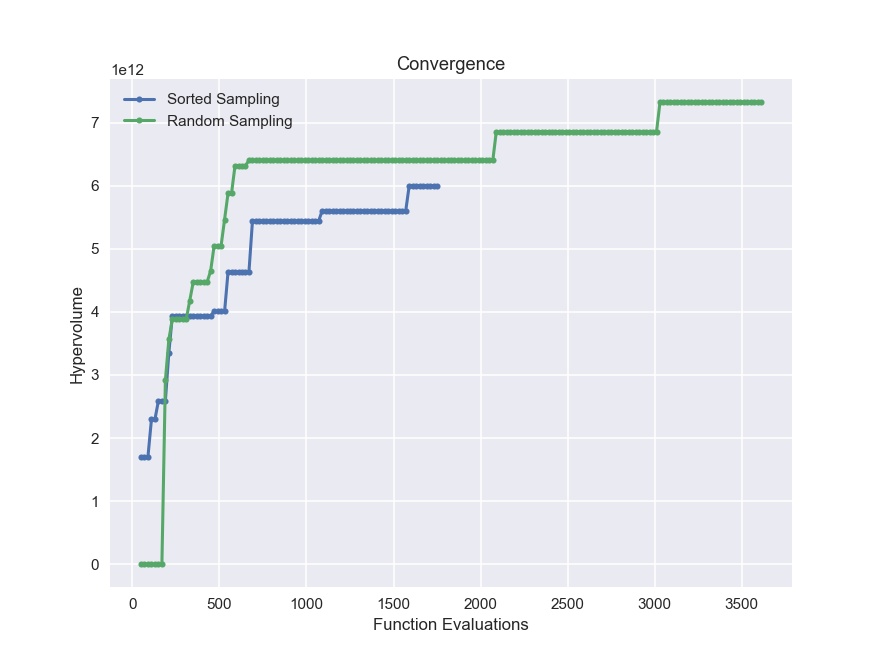 Convergence
1e12
Sorted Sampling
Random Sampling
7
6
5
4
3
2
1
0
Hypervolume
0 500 1000 1500 2000 2500 3000 3500
Function Evaluations